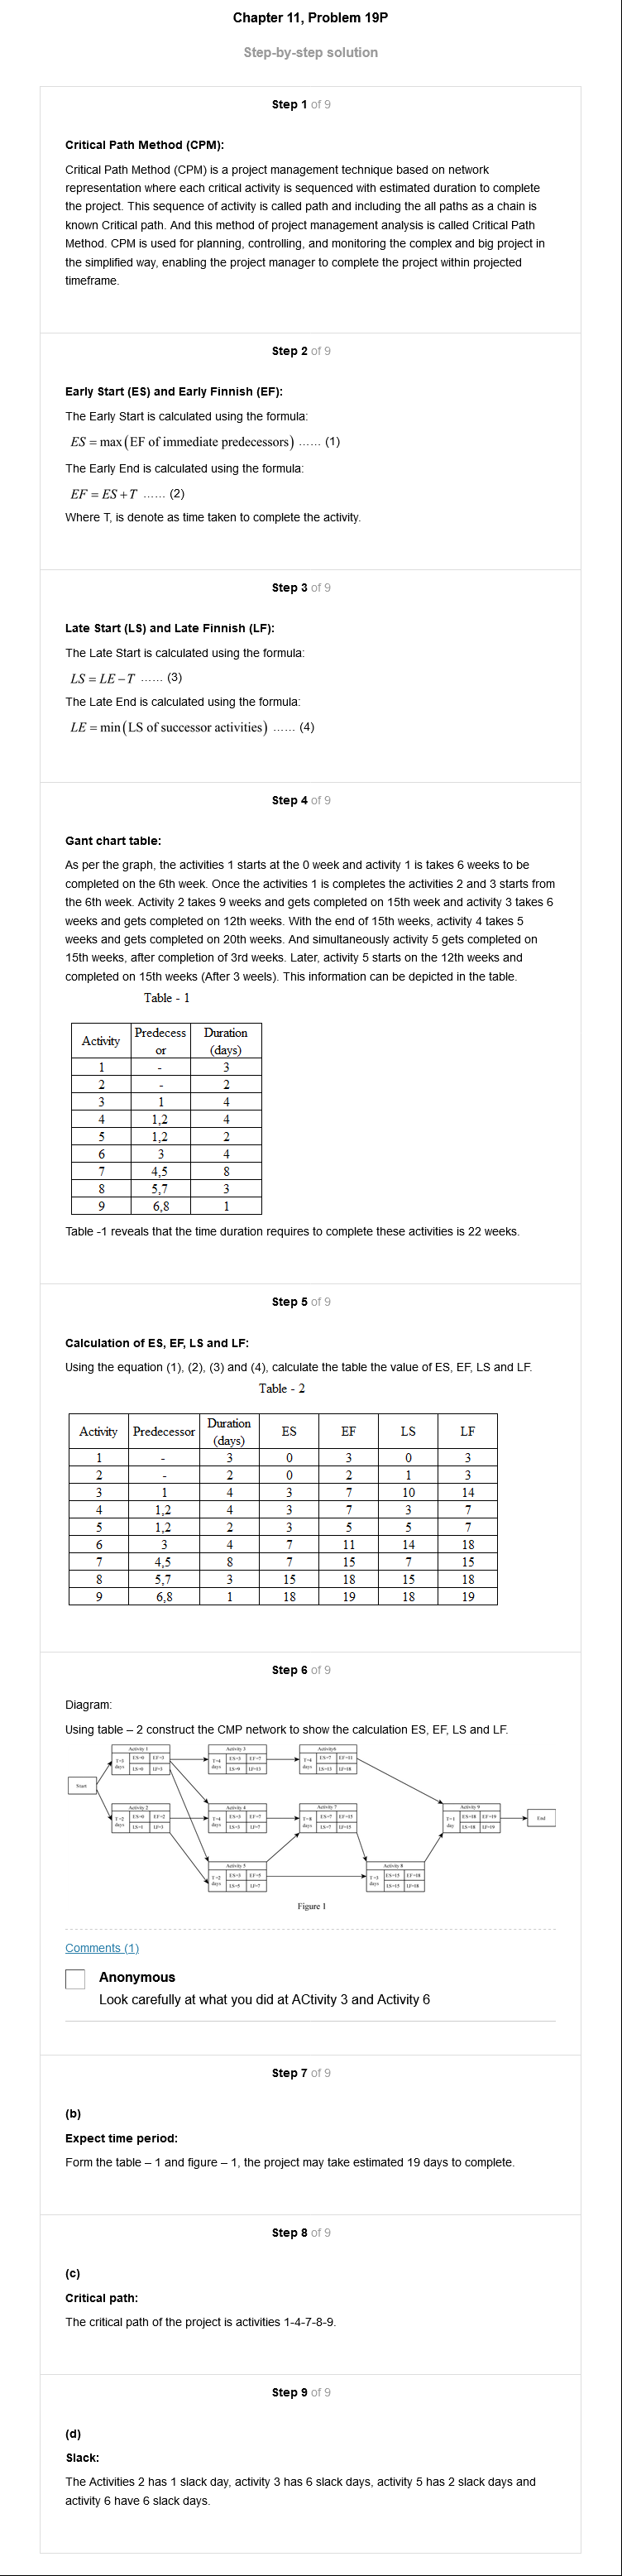 Chapter 11, Problem 19P
Step-by-step solution
Step 1 of 9
Critical Path Method (CPM):
Critical Path Method (CPM) is a project management technique based on network
representation where each critical activity is sequenced with estimated duration to complete
the project. This sequence of activity is called path and including the all paths as a chain is
known Critical path. And this method of project management analysis is called Critical Path
Method. CPM is used for planning, controlling, and monitoring the complex and big project in
the simplified way, enabling the project manager to complete the project within projected
timeframe.
Step 2 of 9
Early Start (ES) and Early Finnish (EF):
The Early Start is calculated using the formula:
ES = max(EF of immediate predecessors) ...... (1)
The Early End is calculated using the formula:
EF = ES + T ...... (2)
Where T, is denote as time taken to complete the activity.
Step 3 of 9
Late Start (LS) and Late Finnish (LF):
The Late Start is calculated using the formula:
LS = LE − T ...... (3)
The Late End is calculated using the formula:
LE = min(LS of successor activities) ...... (4)
Step 4 of 9
Gant chart table:
As per the graph, the activities 1 starts at the 0 week and activity 1 is takes 6 weeks to be
completed on the 6th week. Once the activities 1 is completes the activities 2 and 3 starts from
the 6th week. Activity 2 takes 9 weeks and gets completed on 15th week and activity 3 takes 6
weeks and gets completed on 12th weeks. With the end of 15th weeks, activity 4 takes 5
weeks and gets completed on 20th weeks. And simultaneously activity 5 gets completed on
15th weeks, after completion of 3rd weeks. Later, activity 5 starts on the 12th weeks and
completed on 15th weeks (After 3 weels). This information can be depicted in the table.
Table - 1
Activity Predecess or Duration (days)
1 - 3
2 - 2
3 1 4
4 1,2 4
5 1,2 2
6 3 4
7 4,5 8
8 5,7 3
9 6,8 1
Table -1 reveals that the time duration requires to complete these activities is 22 weeks.
Step 5 of 9
Calculation of ES, EF, LS and LF:
Using the equation (1), (2), (3) and (4), calculate the table the value of ES, EF, LS and LF.
Table - 2
Activity Predecessor Duration (days) ES EF LS LF
1 - 3 0 3 0 3
2 - 2 0 2 1 3
3 1 4 3 7 10 14
4 1,2 4 3 7 3 7
5 1,2 2 3 5 5 7
6 3 4 7 11 14 18
7 4,5 8 7 15 7 15
8 5,7 3 15 18 15 18
9 6,8 1 18 19 18 19
Step 6 of 9
Diagram:
Using table – 2 construct the CMP network to show the calculation ES, EF, LS and LF.
Activity 1 Activity 3 Activity6
T=3 days ES=0 EF=3 LS=0 LF=3
T=4 days ES=3 EF=7 LS=9 LF=13
T=4 days ES=7 EF=11 LS=13 LF=18
Start
Activity 2 Activity 4 Activity 7 Activity 9
T=2 days ES=0 EF=2 LS=1 LF=3
T=4 days ES=3 EF=7 LS=3 LF=7
T=8 days ES=7 EF=15 LS=7 LF=15
T=1 day ES=18 EF=19 LS=18 LF=19
End
Activity 5 Activity 8
T=2 days ES=3 LS=5 LF=7
T=3 days ES=15 EF=18 LS=15 LF=18
Figure 1
Comments (1)
Anonymous
Look carefully at what you did at ACtivity 3 and Activity 6
Step 7 of 9
(b)
Expect time period:
Form the table – 1 and figure – 1, the project may take estimated 19 days to complete.
Step 8 of 9
(c)
Critical path:
The critical path of the project is activities 1-4-7-8-9.
Step 9 of 9
(d)
Slack:
The Activities 2 has 1 slack day, activity 3 has 6 slack days, activity 5 has 2 slack days and
activity 6 have 6 slack days.